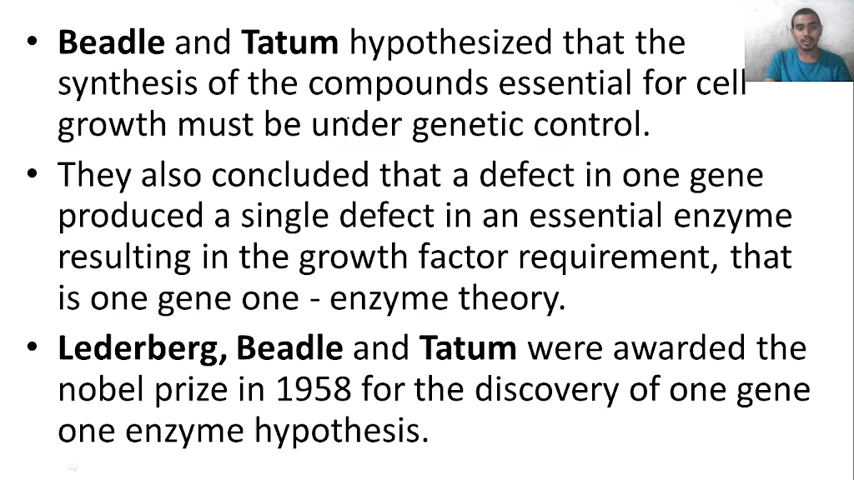 • Beadle and Tatum hypothesized that the
synthesis of the compounds essential for cell
growth must be under genetic control.
• They also concluded that a defect in one gene
produced a single defect in an essential enzyme
resulting in the growth factor requirement, that
is one gene one - enzyme theory.
• Lederberg, Beadle and Tatum were awarded the
nobel prize in 1958 for the discovery of one gene
one enzyme hypothesis.